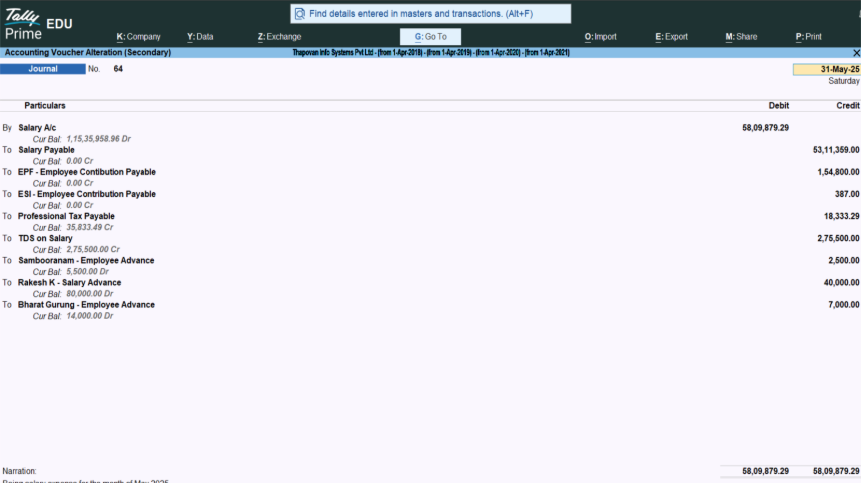 Tally
Prime EDU
Find details entered in masters and transactions. (Alt+F)
K: Company Y: Data Z: Exchange G: Go To O: Import E: Export M: Share P: Print
Accounting Voucher Alteration (Secondary) Thapovan Info Systems Pvt Ltd - (from 1-Apr-2018) - (from 1-Apr-2019) - (from 1-Apr-2020) - (from 1-Apr-2021) X
Journal No. 64 31-May-25
Saturday
Particulars Debit Credit
By Salary A/c 58,09,879.29
Cur Bal: 1,15,35,958.96 Dr
To Salary Payable 53,11,359.00
Cur Bal: 0.00 Cr
To EPF - Employee Contibution Payable 1,54,800.00
Cur Bal: 0.00 Cr
To ESI - Employee Contribution Payable 387.00
Cur Bal: 0.00 Cr
To Professional Tax Payable 18,333.29
Cur Bal: 35,833.49 Cr
To TDS on Salary 2,75,500.00
Cur Bal: 2,75,500.00 Cr
To Sambooranam - Employee Advance 2,500.00
Cur Bal: 5,500.00 Dr
To Rakesh K - Salary Advance 40,000.00
Cur Bal: 80,000.00 Dr
To Bharat Gurung - Employee Advance 7,000.00
Cur Bal: 14,000.00 Dr
Narration: 58,09,879.29 58,09,879.29
Being salary expense for the month of May 2025